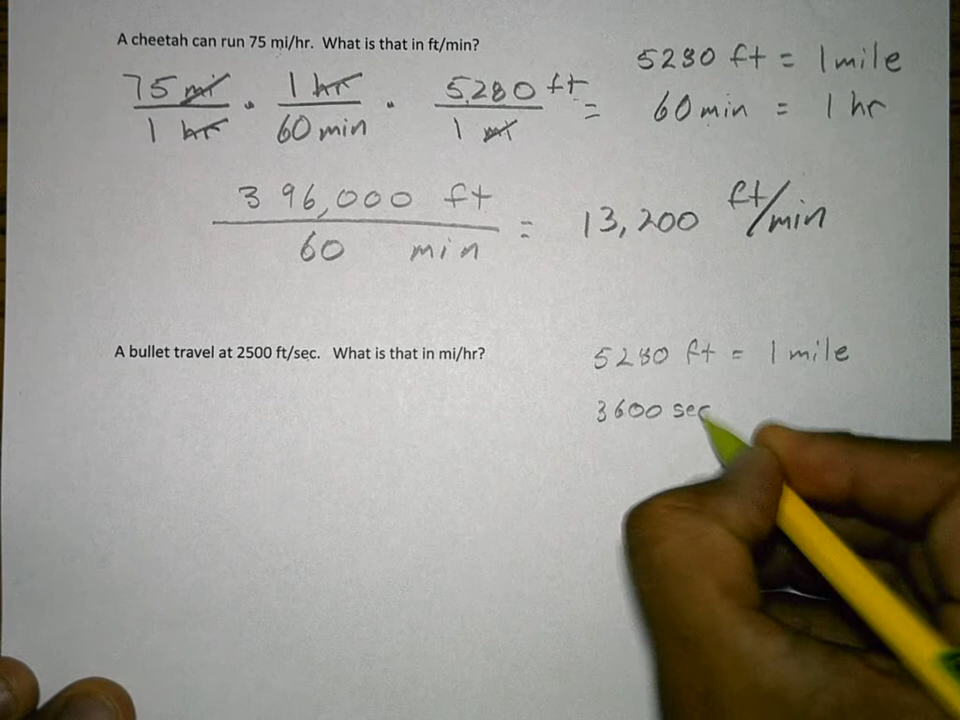 A cheetah can run 75 mi/hr. What is that in ft/min?
5280 ft = 1 mile
75 mi / 1 hr · 1 hr / 60 min · 5280 ft / 1 mi =
60 min = 1 hr
396,000 ft / 60 min = 13,200 ft/min
A bullet travel at 2500 ft/sec. What is that in mi/hr?
5280 ft = 1 mile
3600 sec